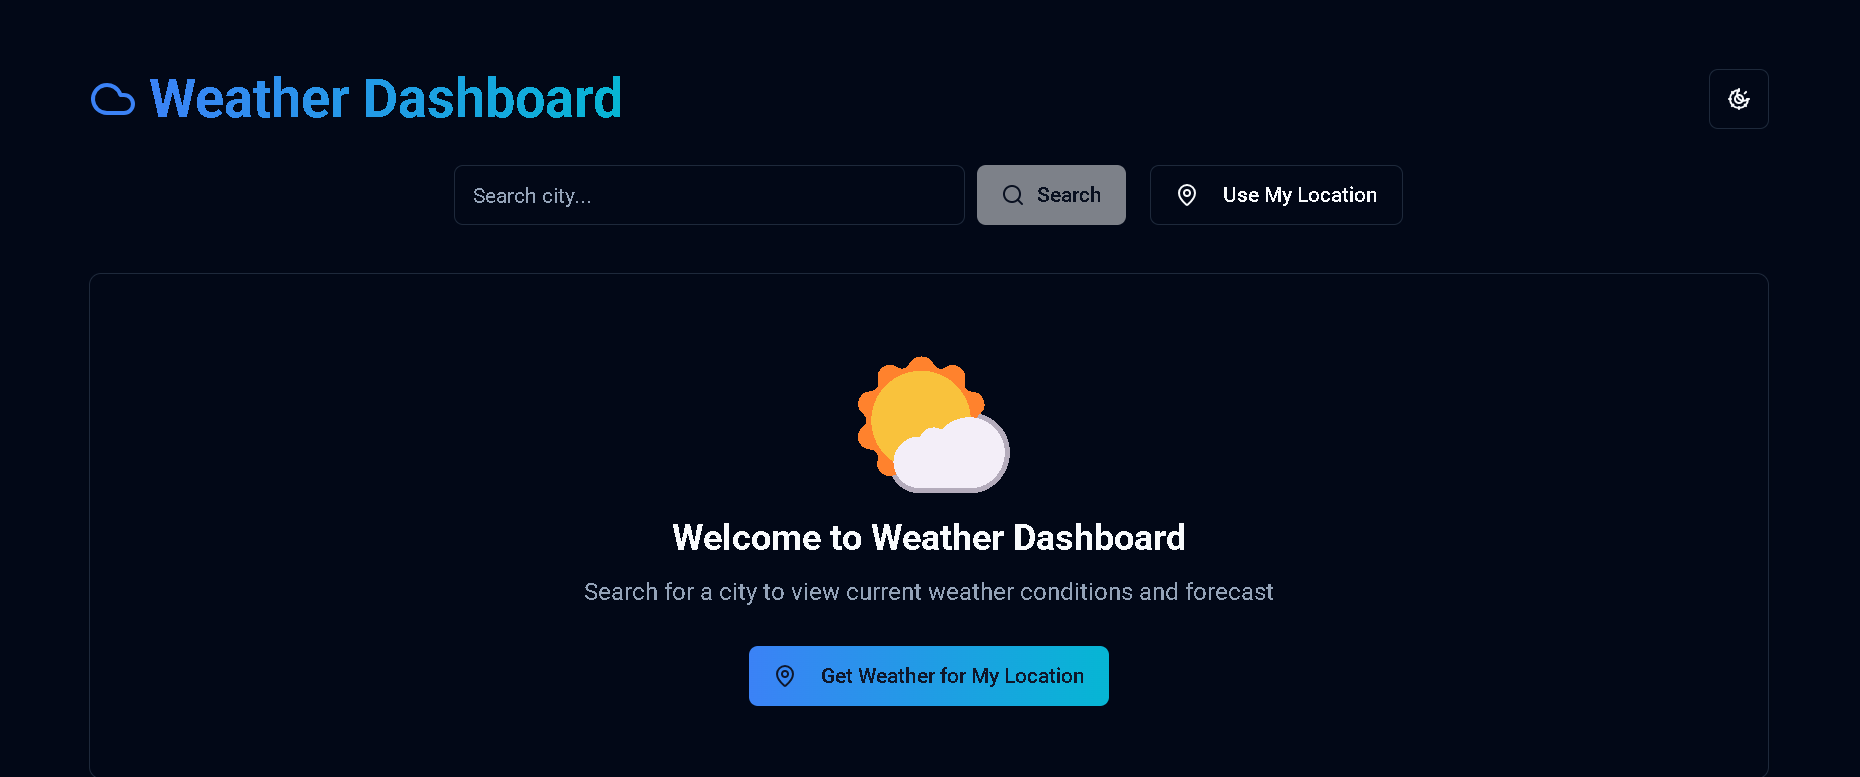 Weather Dashboard
Search city...
Search
Use My Location
Welcome to Weather Dashboard
Search for a city to view current weather conditions and forecast
Get Weather for My Location